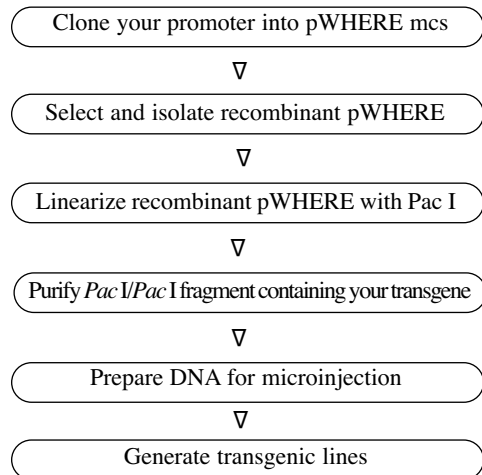 Clone your promoter into pWHERE mcs
∇
Select and isolate recombinant pWHERE
∇
Linearize recombinant pWHERE with Pac I
∇
Purify Pac I/Pac I fragment containing your transgene
∇
Prepare DNA for microinjection
∇
Generate transgenic lines